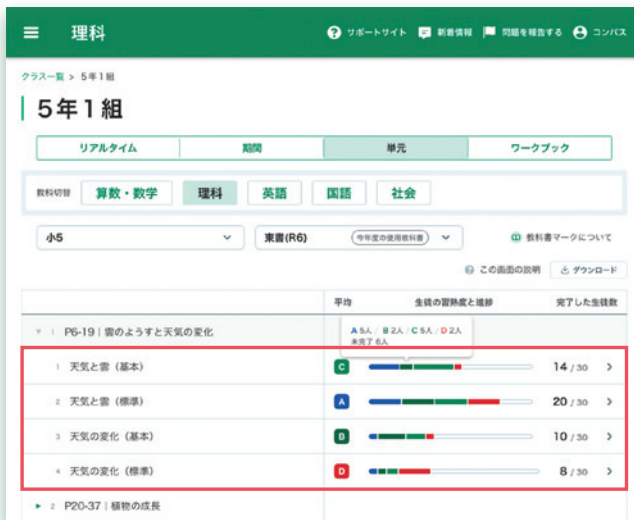 理科
サポートサイト 新着情報 問題を報告する コンパス
クラス一覧 > 5年1組
5年1組
リアルタイム 期間 単元 ワークブック
教科切替 算数・数学 理科 英語 国語 社会
小5 東書(R6) 今年度の使用教科書 教科書マークについて
この画面の説明 ダウンロード
平均 生徒の習熟度と進捗 完了した生徒数
1 P6-19 | 雲のようすと天気の変化
A 5人 / B 2人 / C 5人 / D 2人
未完了 6人
1 天気と雲（基本） C 14 / 30
2 天気と雲（標準） A 20 / 30
3 天気の変化（基本） B 10 / 30
4 天気の変化（標準） D 8 / 30
2 P20-37 | 植物の成長